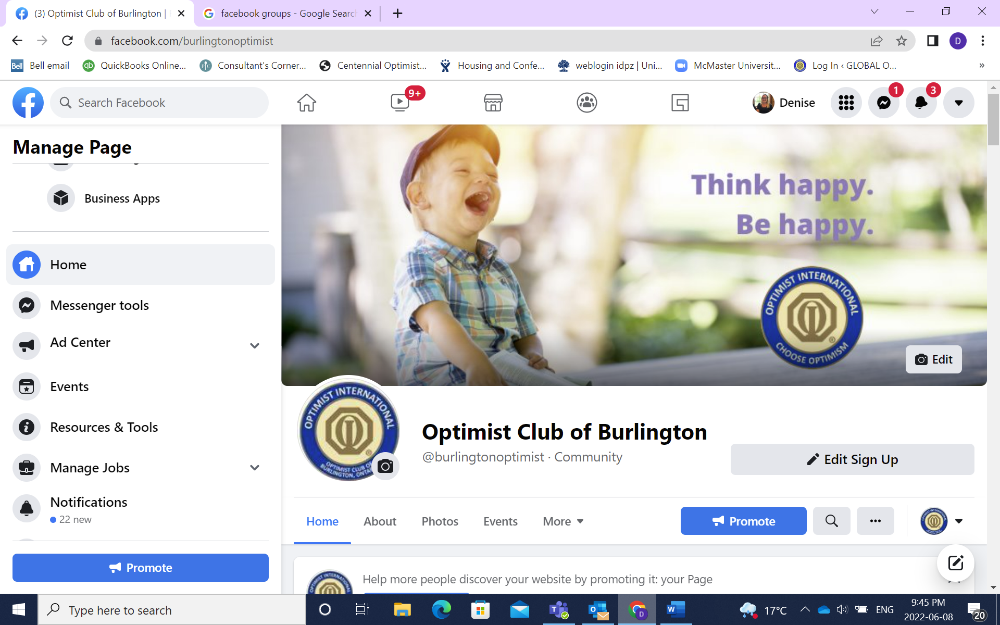 (3) Optimist Club of Burlington |
facebook groups - Google Search
facebook.com/burlingtonoptimist
D
Bell
Bell email
qb
QuickBooks Online...
Consultant's Corner...
Centennial Optimist...
Housing and Confe...
weblogin idpz | Uni...
McMaster Universit...
Log In ‹ GLOBAL O...
»
Search Facebook
9+
Denise
1
3
Manage Page
Business Apps
Home
Messenger tools
Ad Center
Events
Resources & Tools
Manage Jobs
Notifications
22 new
Promote
Think happy.
Be happy.
OPTIMIST INTERNATIONAL
CHOOSE OPTIMISM
®
Edit
OPTIMIST INTERNATIONAL
®
OPTIMIST CLUB OF
BURLINGTON,
Optimist Club of Burlington
@burlingtonoptimist · Community
Edit Sign Up
Home
About
Photos
Events
More
Promote
Help more people discover your website by promoting it: your Page
Type here to search
17°C
ENG
9:45 PM
2022-06-08
20